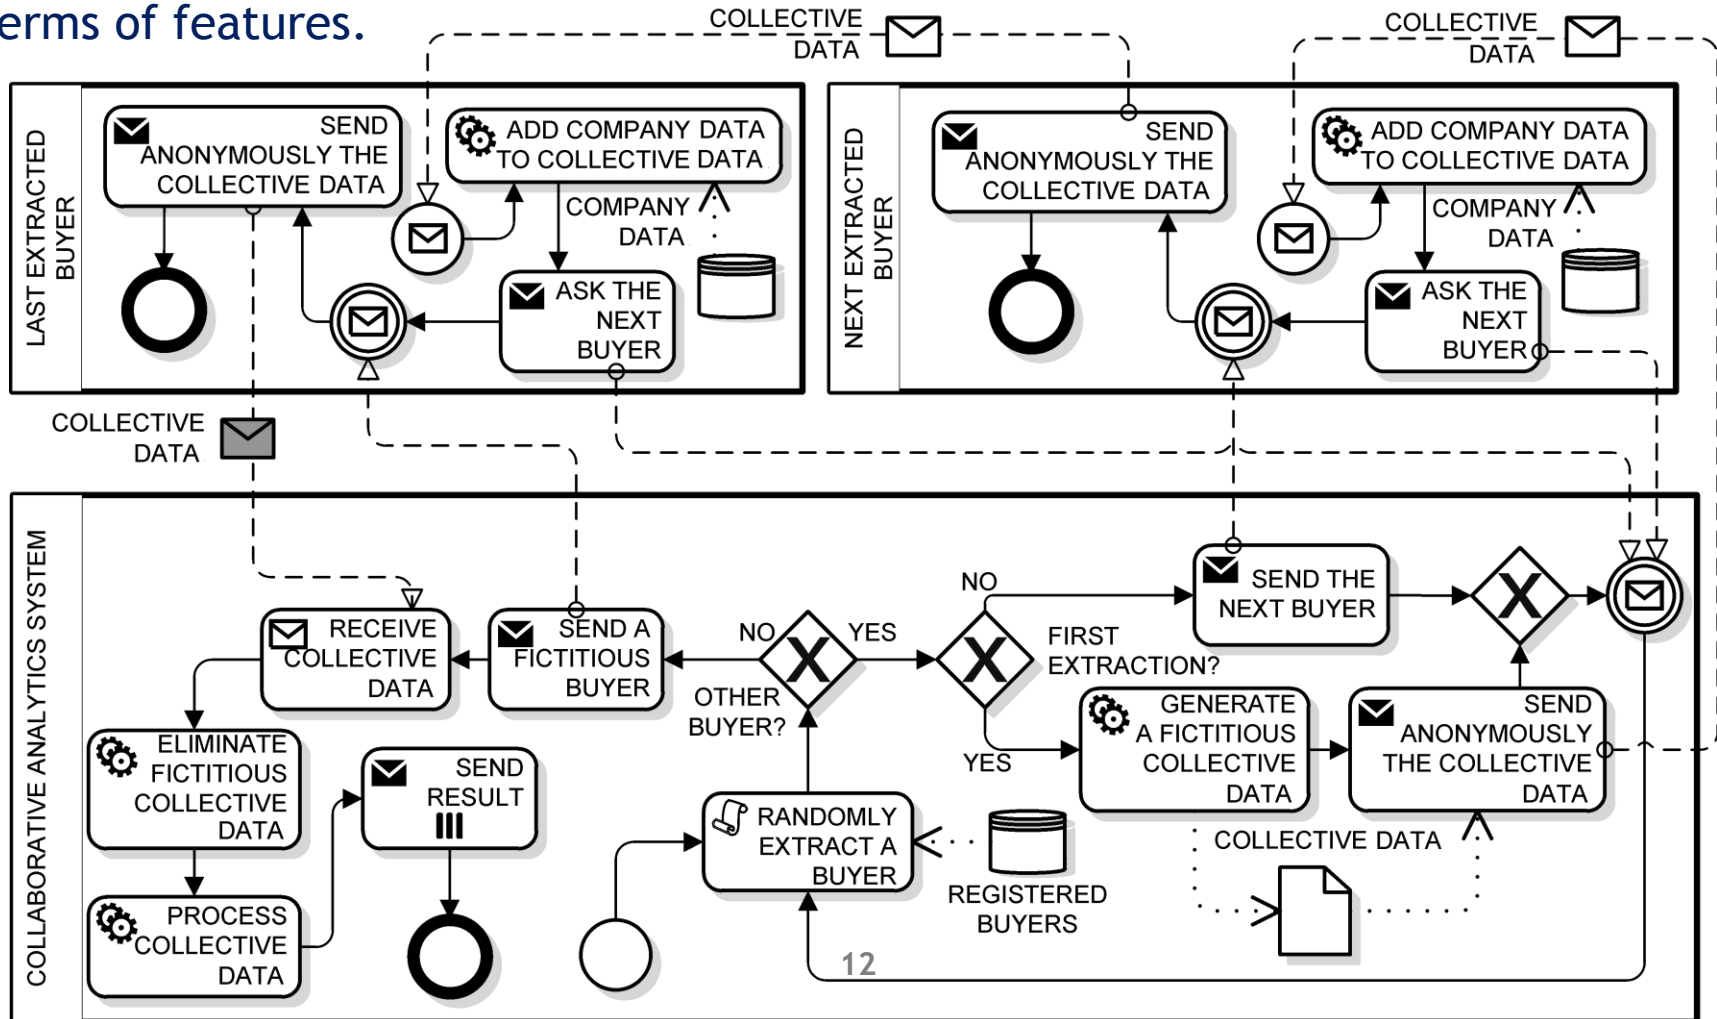 erms of features.
COLLECTIVE
DATA
COLLECTIVE
DATA
LAST EXTRACTED
BUYER
SEND
ANONYMOUSLY THE
COLLECTIVE DATA
ADD COMPANY DATA
TO COLLECTIVE DATA
COMPANY
DATA
ASK THE
NEXT
BUYER
NEXT EXTRACTED
BUYER
SEND
ANONYMOUSLY THE
COLLECTIVE DATA
ADD COMPANY DATA
TO COLLECTIVE DATA
COMPANY
DATA
ASK THE
NEXT
BUYER
COLLECTIVE
DATA
COLLABORATIVE ANALYTICS SYSTEM
RECEIVE
COLLECTIVE
DATA
SEND A
FICTITIOUS
BUYER
NO
YES
OTHER
BUYER?
NO
FIRST
EXTRACTION?
YES
SEND THE
NEXT BUYER
GENERATE
A FICTITIOUS
COLLECTIVE
DATA
SEND
ANONYMOUSLY
THE COLLECTIVE
DATA
ELIMINATE
FICTITIOUS
COLLECTIVE
DATA
SEND
RESULT
RANDOMLY
EXTRACT A
BUYER
REGISTERED
BUYERS
COLLECTIVE DATA
PROCESS
COLLECTIVE
DATA
12